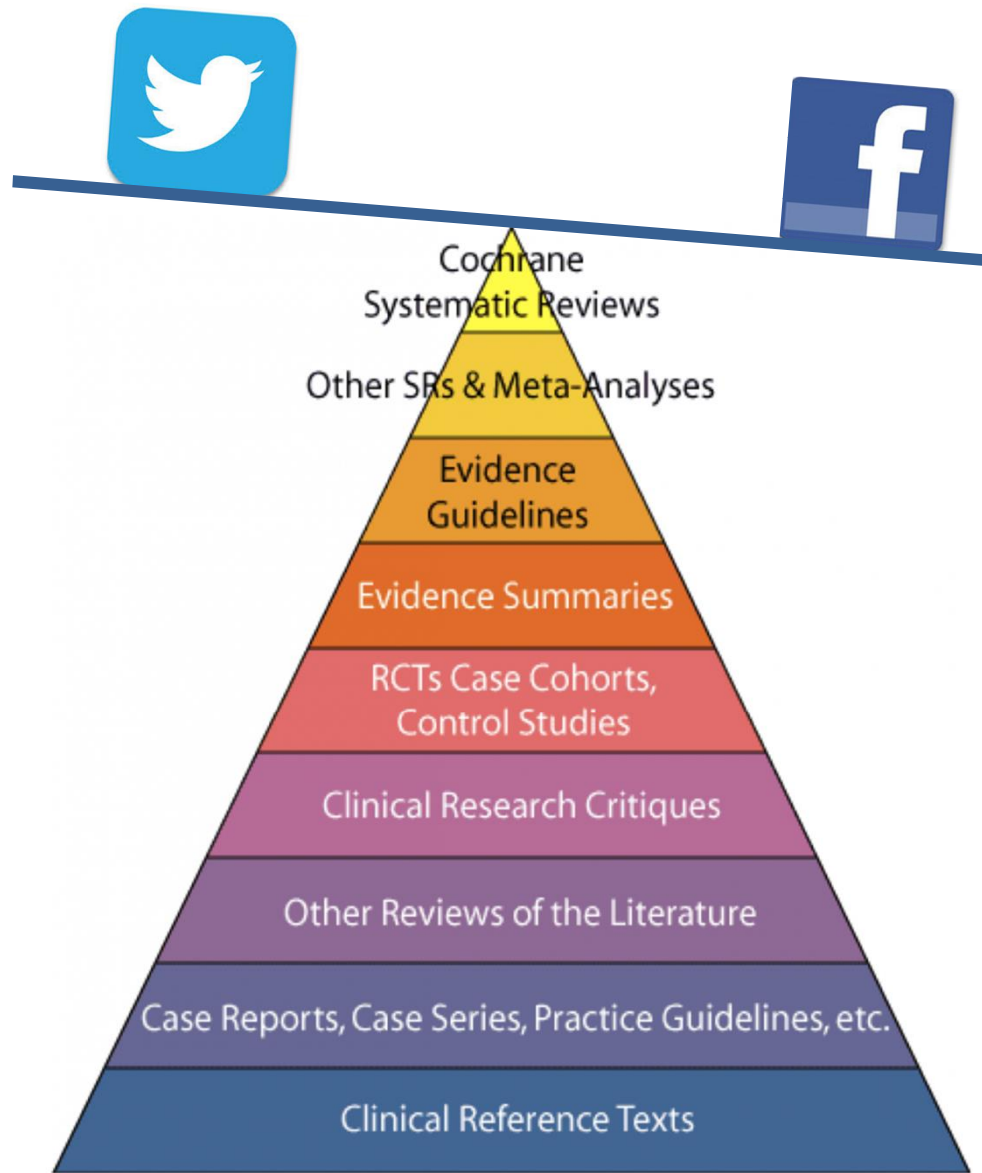 f
Cochrane
Systematic Reviews
Other SRs & Meta-Analyses
Evidence
Guidelines
Evidence Summaries
RCTs Case Cohorts,
Control Studies
Clinical Research Critiques
Other Reviews of the Literature
Case Reports, Case Series, Practice Guidelines, etc.
Clinical Reference Texts